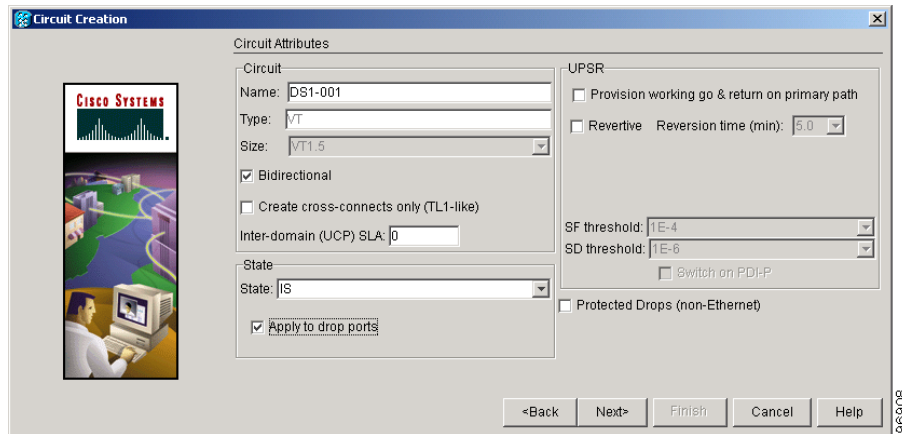 Circuit Creation
Circuit Attributes
CISCO SYSTEMS
Circuit
Name: DS1-001
Type: VT
Size: VT1.5
Bidirectional
Create cross-connects only (TL1-like)
Inter-domain (UCP) SLA: 0
State
State: IS
Apply to drop ports
UPSR
Provision working go & return on primary path
Revertive Reversion time (min): 5.0
SF threshold: 1E-4
SD threshold: 1E-6
Switch on PDI-P
Protected Drops (non-Ethernet)
<Back Next> Finish Cancel Help
96908